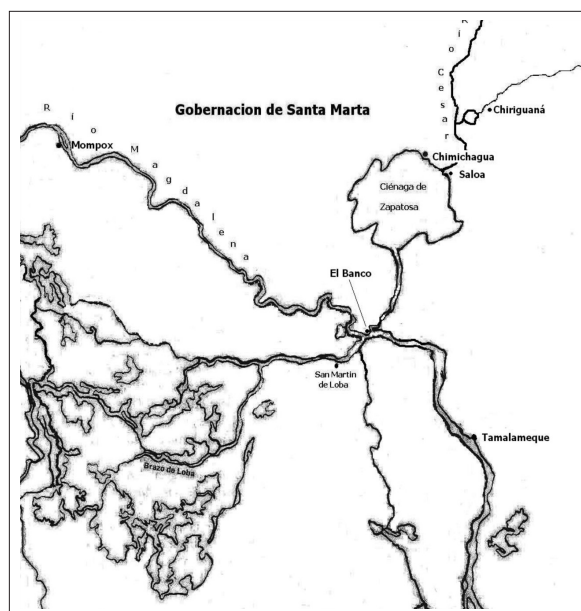 Río Cesar
Chiriguaná
Río Magdalena
Gobernacion de Santa Marta
Mompox
Chimichagua
Saloa
Ciénaga de
Zapatosa
El Banco
San Martin
de Loba
Tamalameque
Brazo de Loba